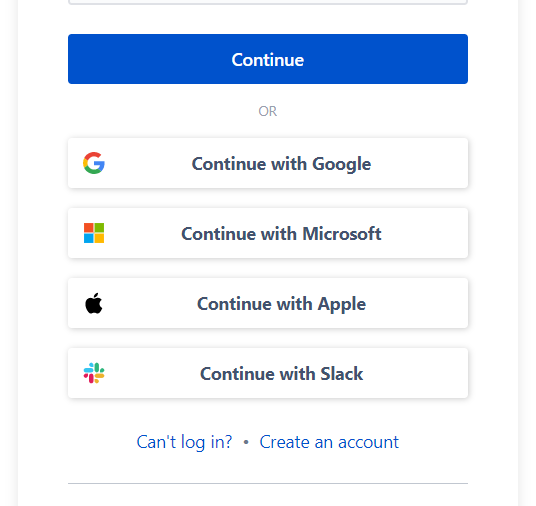 Continue
OR
Continue with Google
Continue with Microsoft
Continue with Apple
Continue with Slack
Can't log in? • Create an account